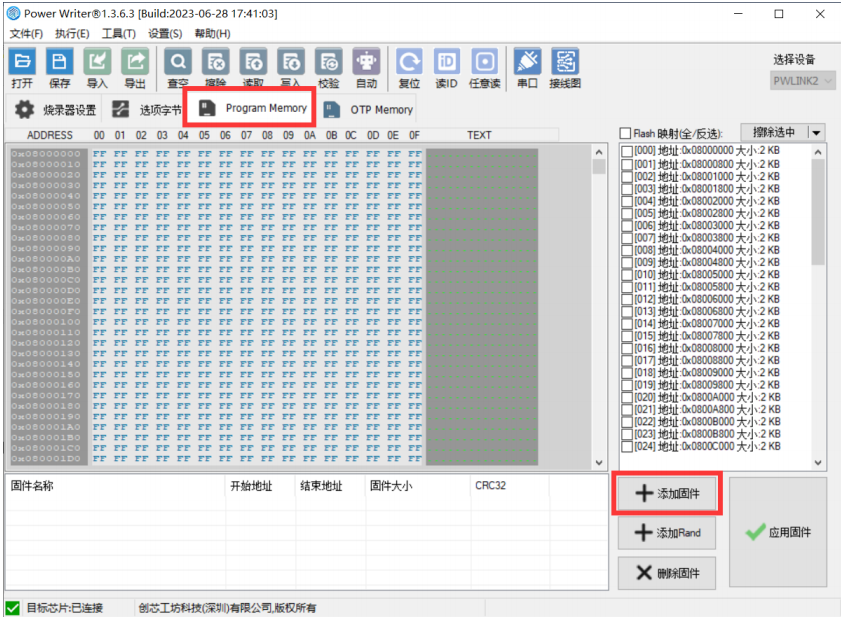 Power Writer®1.3.6.3 [Build:2023-06-28 17:41:03]
文件(F) 执行(E) 工具(T) 设置(S) 帮助(H)
打开 保存 导入 导出 查空 擦除 读取 写入 校验 自动 复位 读ID 任意读 串口 接线图
选择设备
PWLINK2
烧录器设置 选项字节 Program Memory OTP Memory
ADDRESS 00 01 02 03 04 05 06 07 08 09 0A 0B 0C 0D 0E 0F TEXT
0x08000000 FF FF FF FF FF FF FF FF FF FF FF FF FF FF FF FF
0x08000010 FF FF FF FF FF FF FF FF FF FF FF FF FF FF FF FF
0x08000020 FF FF FF FF FF FF FF FF FF FF FF FF FF FF FF FF
0x08000030 FF FF FF FF FF FF FF FF FF FF FF FF FF FF FF FF
0x08000040 FF FF FF FF FF FF FF FF FF FF FF FF FF FF FF FF
0x08000050 FF FF FF FF FF FF FF FF FF FF FF FF FF FF FF FF
0x08000060 FF FF FF FF FF FF FF FF FF FF FF FF FF FF FF FF
0x08000070 FF FF FF FF FF FF FF FF FF FF FF FF FF FF FF FF
0x08000080 FF FF FF FF FF FF FF FF FF FF FF FF FF FF FF FF
0x08000090 FF FF FF FF FF FF FF FF FF FF FF FF FF FF FF FF
0x080000A0 FF FF FF FF FF FF FF FF FF FF FF FF FF FF FF FF
0x080000B0 FF FF FF FF FF FF FF FF FF FF FF FF FF FF FF FF
0x080000C0 FF FF FF FF FF FF FF FF FF FF FF FF FF FF FF FF
0x080000D0 FF FF FF FF FF FF FF FF FF FF FF FF FF FF FF FF
0x080000E0 FF FF FF FF FF FF FF FF FF FF FF FF FF FF FF FF
0x080000F0 FF FF FF FF FF FF FF FF FF FF FF FF FF FF FF FF
0x08000100 FF FF FF FF FF FF FF FF FF FF FF FF FF FF FF FF
0x08000110 FF FF FF FF FF FF FF FF FF FF FF FF FF FF FF FF
0x08000120 FF FF FF FF FF FF FF FF FF FF FF FF FF FF FF FF
0x08000130 FF FF FF FF FF FF FF FF FF FF FF FF FF FF FF FF
0x08000140 FF FF FF FF FF FF FF FF FF FF FF FF FF FF FF FF
0x08000150 FF FF FF FF FF FF FF FF FF FF FF FF FF FF FF FF
0x08000160 FF FF FF FF FF FF FF FF FF FF FF FF FF FF FF FF
0x08000170 FF FF FF FF FF FF FF FF FF FF FF FF FF FF FF FF
0x08000180 FF FF FF FF FF FF FF FF FF FF FF FF FF FF FF FF
0x08000190 FF FF FF FF FF FF FF FF FF FF FF FF FF FF FF FF
0x080001A0 FF FF FF FF FF FF FF FF FF FF FF FF FF FF FF FF
0x080001B0 FF FF FF FF FF FF FF FF FF FF FF FF FF FF FF FF
0x080001C0 FF FF FF FF FF FF FF FF FF FF FF FF FF FF FF FF
0x080001D0 FF FF FF FF FF FF FF FF FF FF FF FF FF FF FF FF
Flash 映射(全/反选): 擦除选中
[000] 地址:0x08000000 大小:2 KB
[001] 地址:0x08000800 大小:2 KB
[002] 地址:0x08001000 大小:2 KB
[003] 地址:0x08001800 大小:2 KB
[004] 地址:0x08002000 大小:2 KB
[005] 地址:0x08002800 大小:2 KB
[006] 地址:0x08003000 大小:2 KB
[007] 地址:0x08003800 大小:2 KB
[008] 地址:0x08004000 大小:2 KB
[009] 地址:0x08004800 大小:2 KB
[010] 地址:0x08005000 大小:2 KB
[011] 地址:0x08005800 大小:2 KB
[012] 地址:0x08006000 大小:2 KB
[013] 地址:0x08006800 大小:2 KB
[014] 地址:0x08007000 大小:2 KB
[015] 地址:0x08007800 大小:2 KB
[016] 地址:0x08008000 大小:2 KB
[017] 地址:0x08008800 大小:2 KB
[018] 地址:0x08009000 大小:2 KB
[019] 地址:0x08009800 大小:2 KB
[020] 地址:0x0800A000 大小:2 KB
[021] 地址:0x0800A800 大小:2 KB
[022] 地址:0x0800B000 大小:2 KB
[023] 地址:0x0800B800 大小:2 KB
[024] 地址:0x0800C000 大小:2 KB
固件名称 开始地址 结束地址 固件大小 CRC32
添加固件
添加Rand
删除固件
应用固件
目标芯片:已连接 创芯工坊科技(深圳)有限公司,版权所有